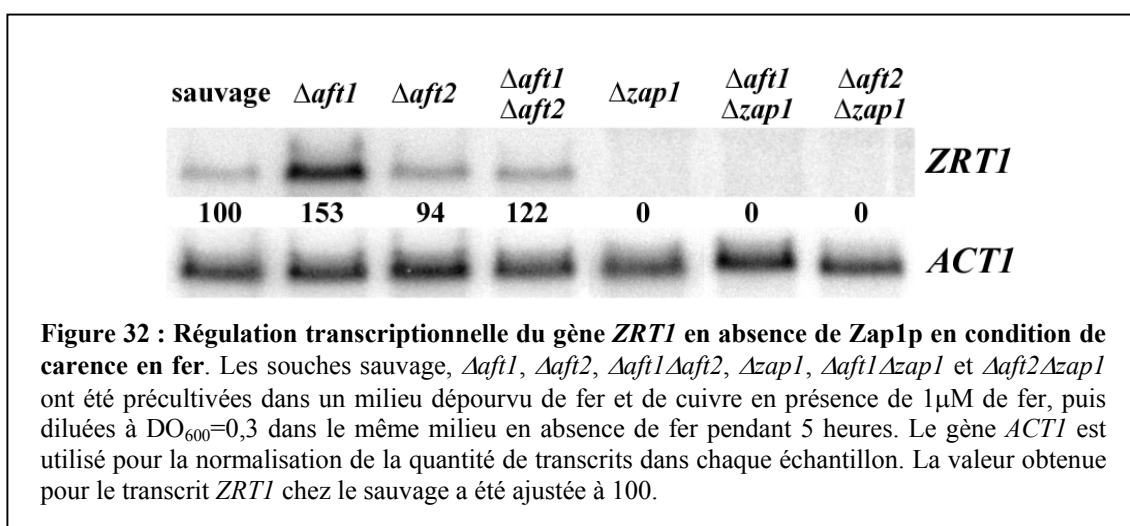 sauvage Δaft1 Δaft2 Δaft1 Δaft2 Δzap1 Δaft1 Δzap1 Δaft2 Δzap1
ZRT1
100 153 94 122 0 0 0
ACT1
Figure 32 : Régulation transcriptionnelle du gène ZRT1 en absence de Zap1p en condition de
carence en fer. Les souches sauvage, Δaft1, Δaft2, Δaft1Δaft2, Δzap1, Δaft1Δzap1 et Δaft2Δzap1
ont été précultivées dans un milieu dépourvu de fer et de cuivre en présence de 1μM de fer, puis
diluées à DO600=0,3 dans le même milieu en absence de fer pendant 5 heures. Le gène ACT1 est
utilisé pour la normalisation de la quantité de transcrits dans chaque échantillon. La valeur obtenue
pour le transcrit ZRT1 chez le sauvage a été ajustée à 100.